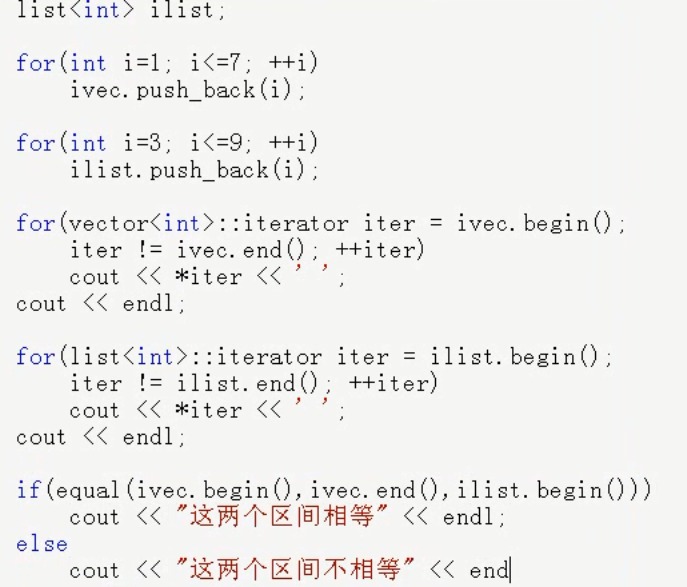 list<int> ilist;
for(int i=1; i<=7; ++i)
ivec.push_back(i);
for(int i=3; i<=9; ++i)
ilist.push_back(i);
for(vector<int>::iterator iter = ivec.begin();
iter != ivec.end(); ++iter)
cout << *iter << ' ';
cout << endl;
for(list<int>::iterator iter = ilist.begin();
iter != ilist.end(); ++iter)
cout << *iter << ' ';
cout << endl;
if(equal(ivec.begin(),ivec.end(),ilist.begin()))
cout << "这两个区间相等" << endl;
else
cout << "这两个区间不相等" << end